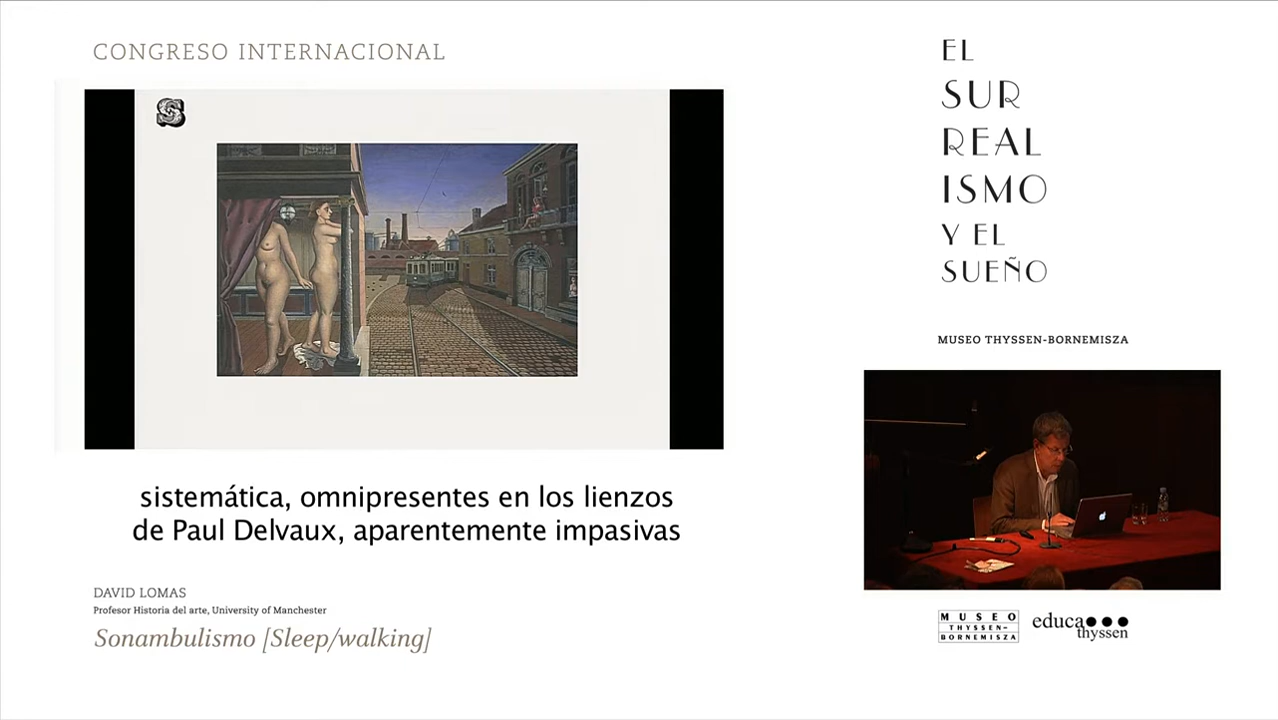 CONGRESO INTERNACIONAL
S
sistemática, omnipresentes en los lienzos
de Paul Delvaux, aparentemente impasivas
DAVID LOMAS
Profesor Historia del arte, University of Manchester
Sonambulismo [Sleep/walking]
EL
SUR
REAL
ISMO
Y EL
SUEÑO
MUSEO THYSSEN-BORNEMISZA
MUSEO
THYSSEN-
BORNEMISZA
educa
thyssen